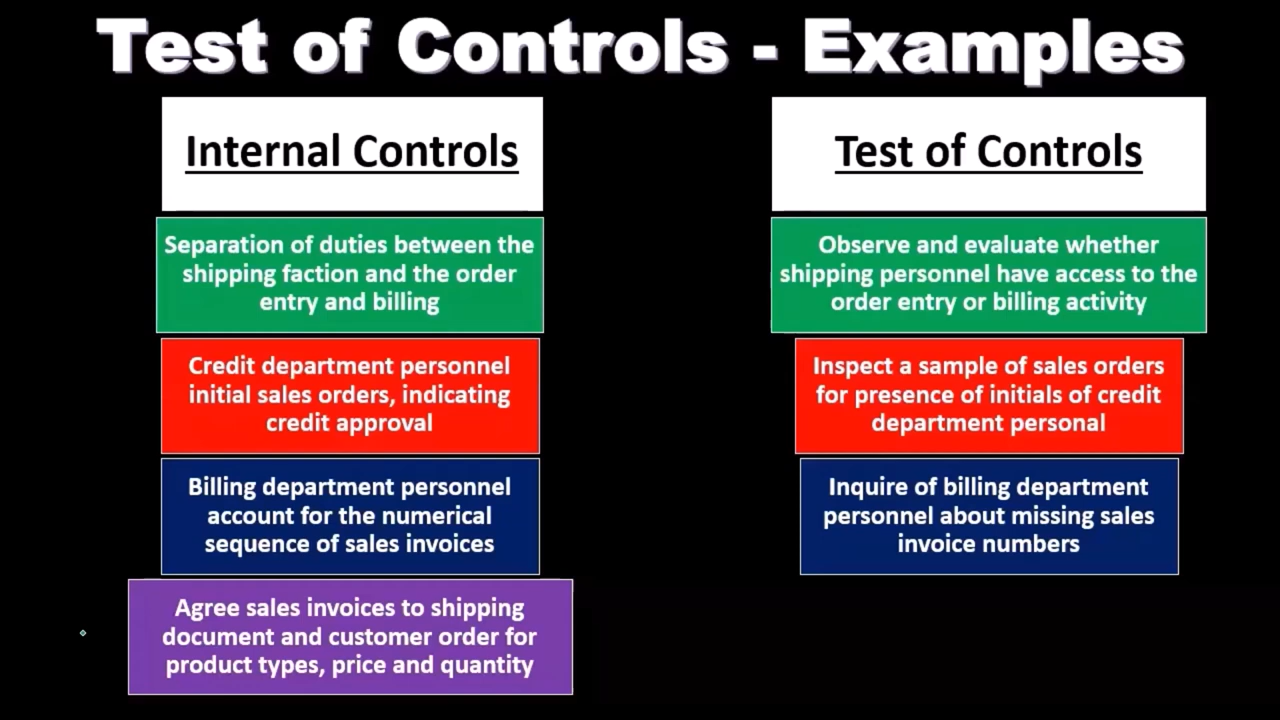 Test of Controls - Examples
Internal Controls
Separation of duties between the
shipping faction and the order
entry and billing
Credit department personnel
initial sales orders, indicating
credit approval
Billing department personnel
account for the numerical
sequence of sales invoices
Agree sales invoices to shipping
document and customer order for
product types, price and quantity
Test of Controls
Observe and evaluate whether
shipping personnel have access to the
order entry or billing activity
Inspect a sample of sales orders
for presence of initials of credit
department personal
Inquire of billing department
personnel about missing sales
invoice numbers